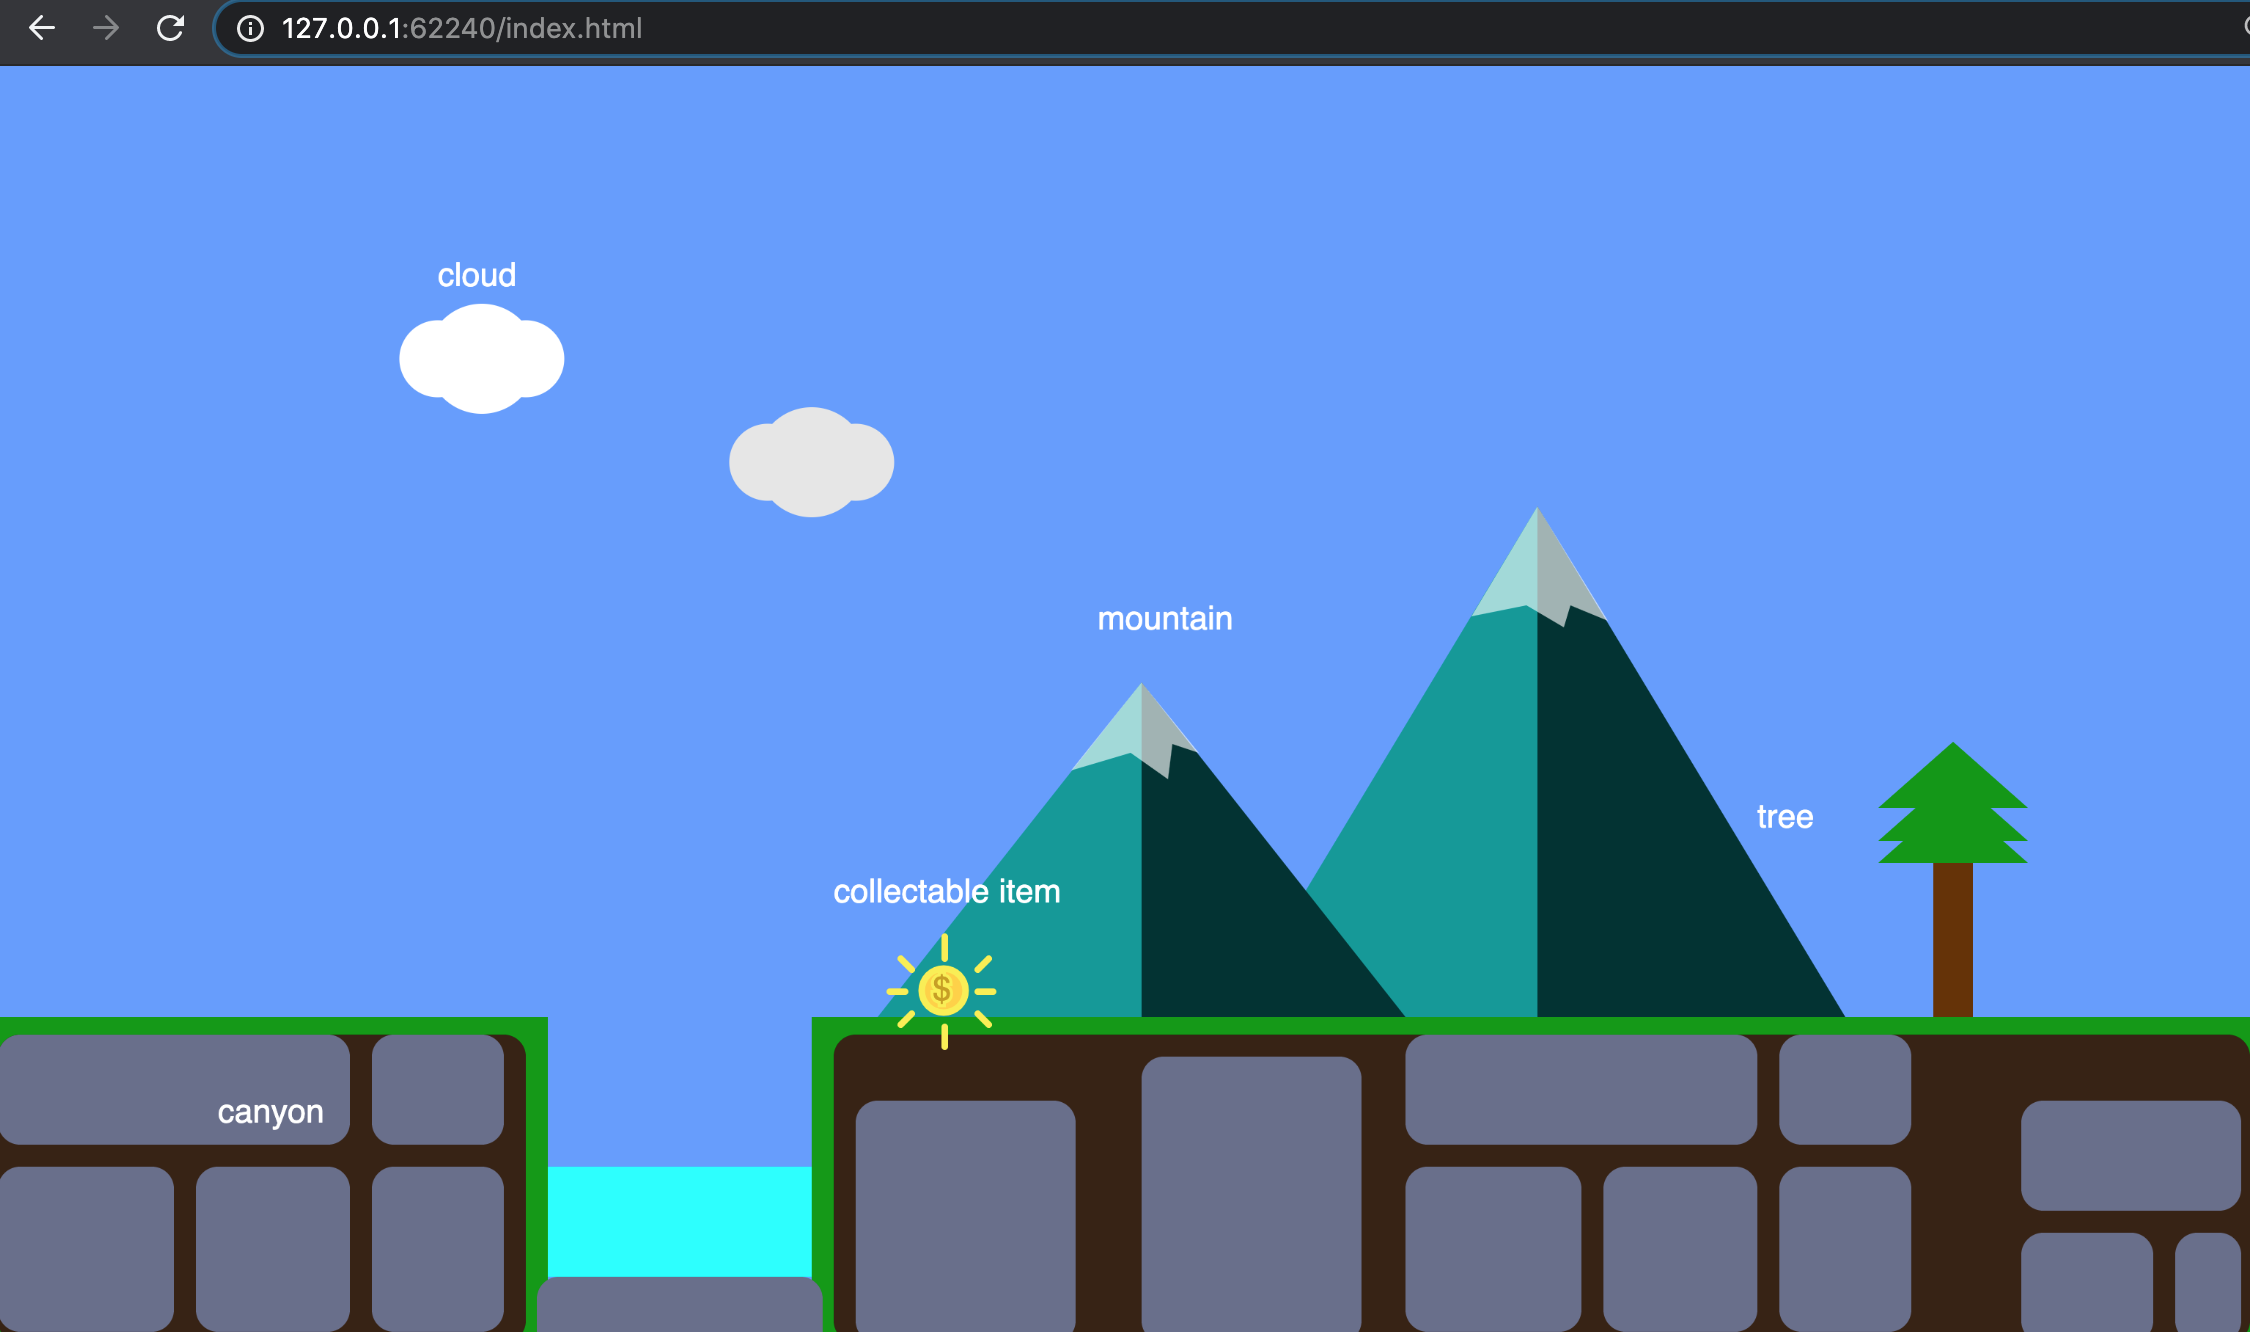 127.0.0.1:62240/index.html
cloud
mountain
tree
collectable item
$
canyon